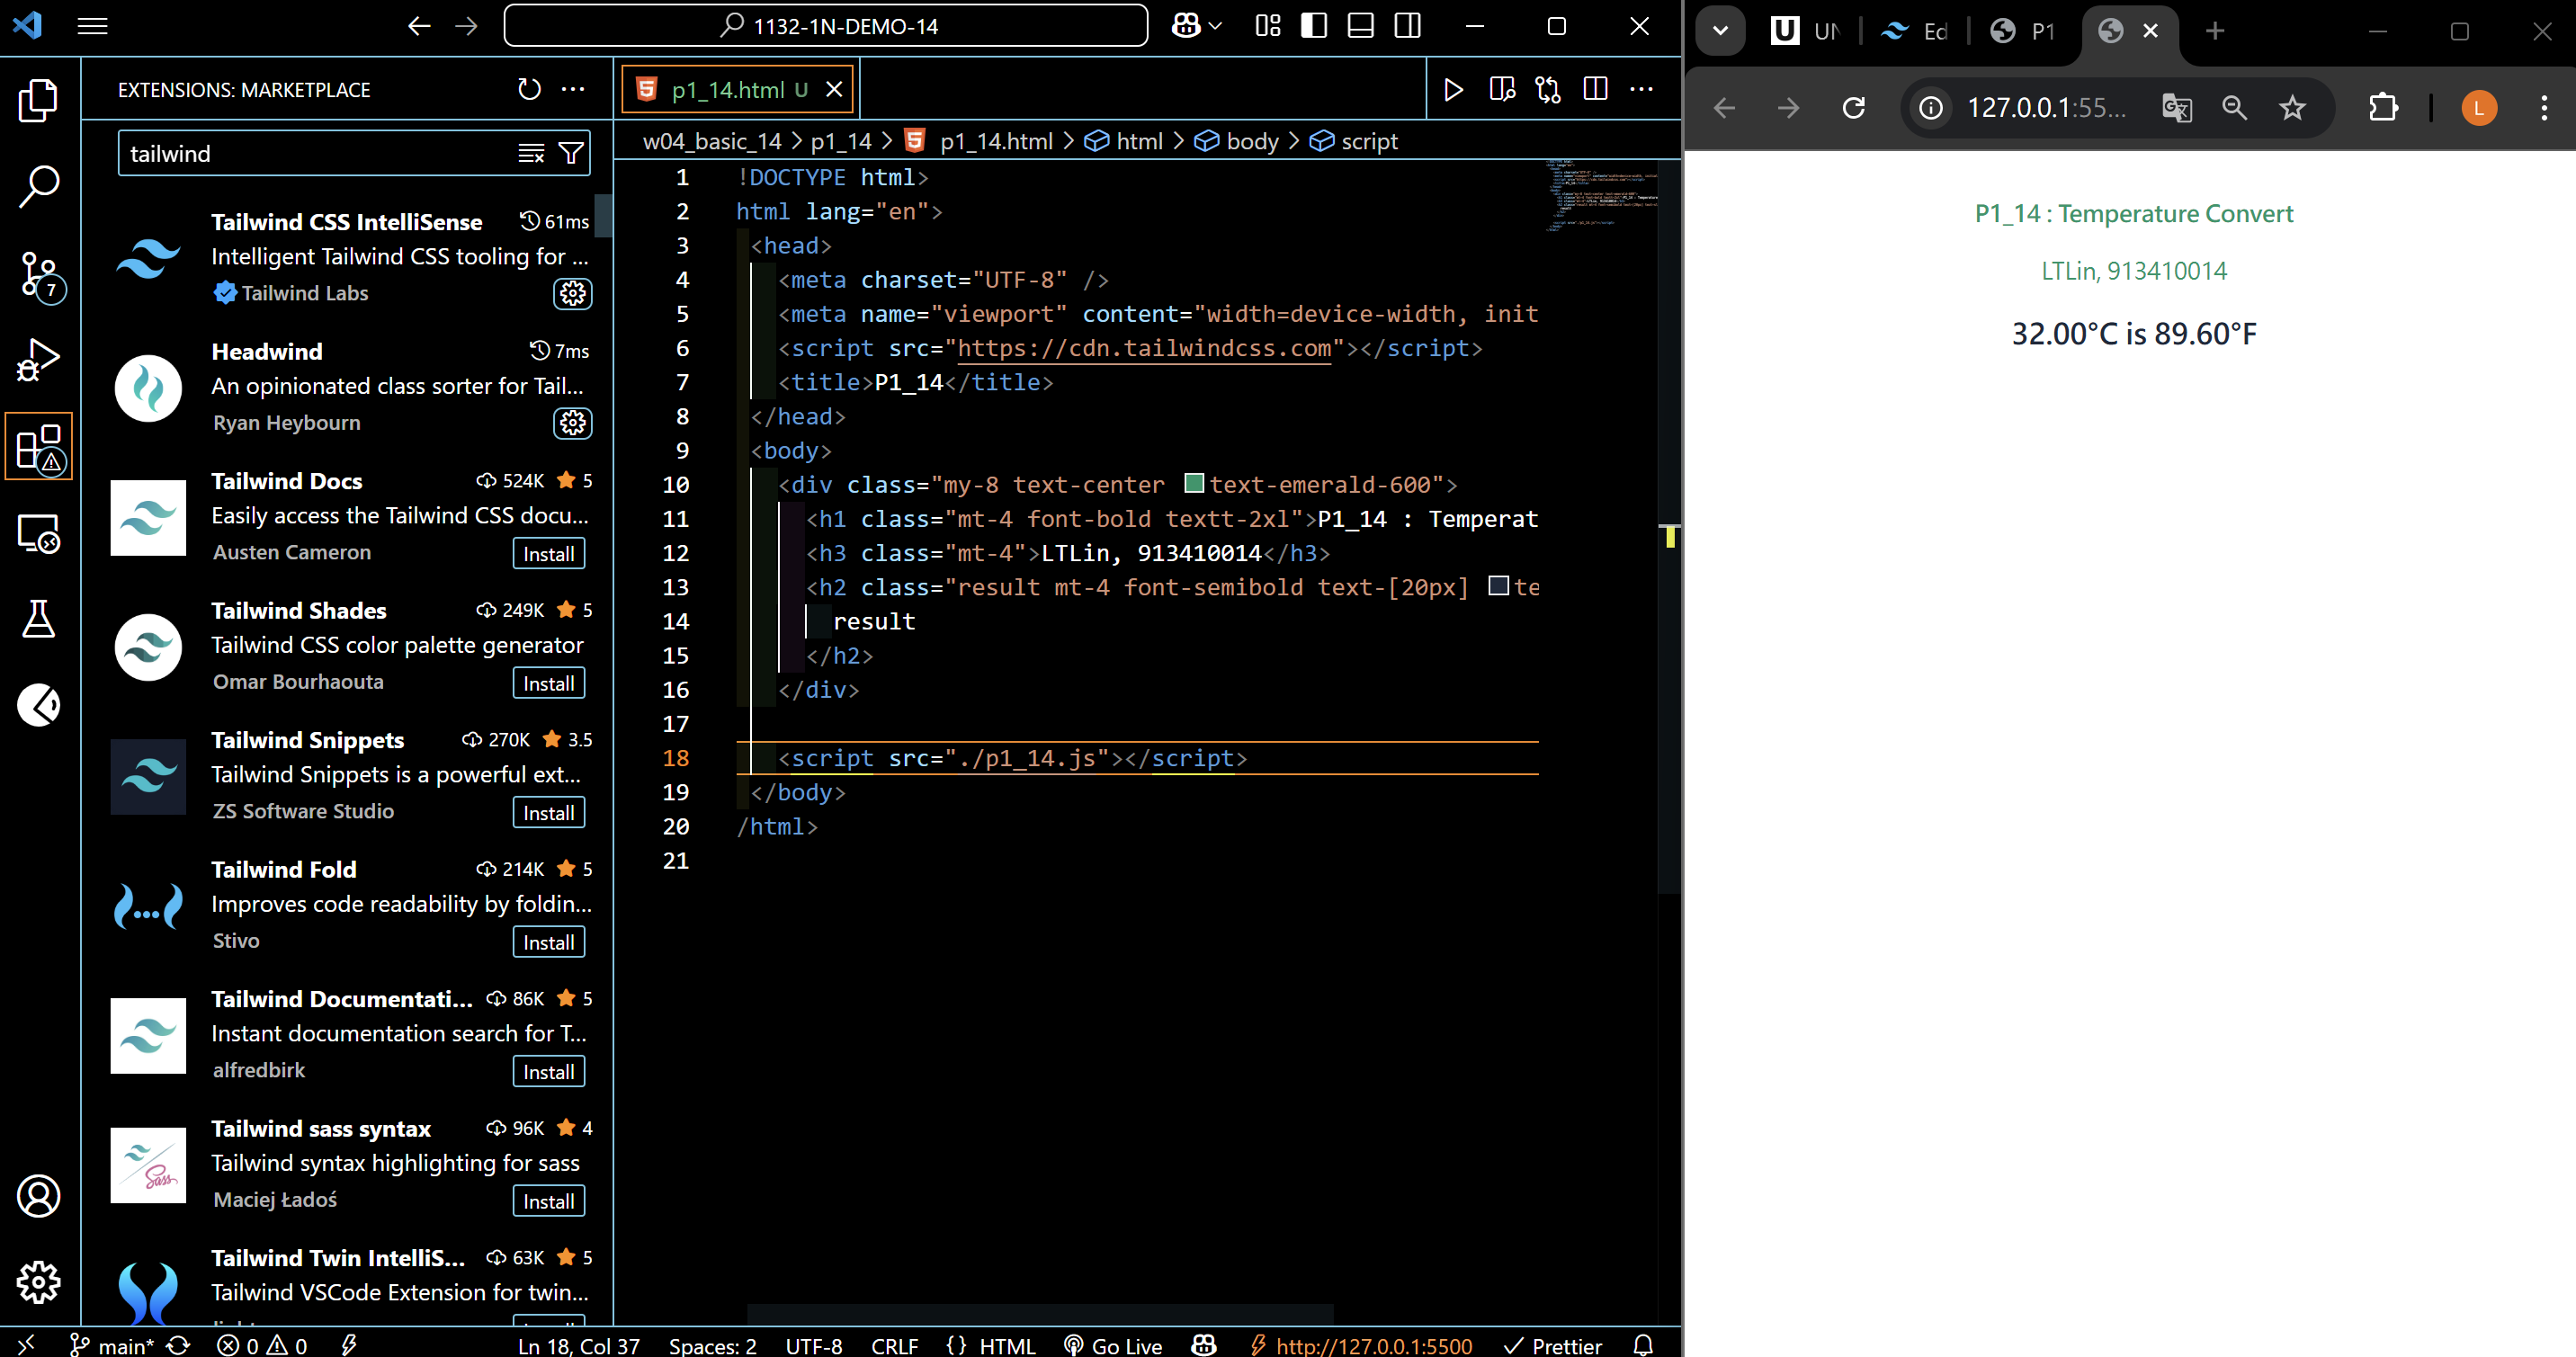 1132-1N-DEMO-14
EXTENSIONS: MARKETPLACE
tailwind
Tailwind CSS IntelliSense 61ms
Intelligent Tailwind CSS tooling for ...
Tailwind Labs
Headwind 7ms
An opinionated class sorter for Tail...
Ryan Heybourn
Tailwind Docs 524K 5
Easily access the Tailwind CSS docu...
Austen Cameron Install
Tailwind Shades 249K 5
Tailwind CSS color palette generator
Omar Bourhaouta Install
Tailwind Snippets 270K 3.5
Tailwind Snippets is a powerful ext...
ZS Software Studio Install
Tailwind Fold 214K 5
Improves code readability by foldin...
Stivo Install
Tailwind Documentati... 86K 5
Instant documentation search for T...
alfredbirk Install
Tailwind sass syntax 96K 4
Tailwind syntax highlighting for sass
Maciej Ładoś Install
Tailwind Twin IntelliS... 63K 5
Tailwind VSCode Extension for twin...
7
p1_14.html U
w04_basic_14 > p1_14 > p1_14.html > html > body > script
1 !DOCTYPE html>
2 html lang="en">
3 <head>
4 <meta charset="UTF-8" />
5 <meta name="viewport" content="width=device-width, init
6 <script src="https://cdn.tailwindcss.com"></script>
7 <title>P1_14</title>
8 </head>
9 <body>
10 <div class="my-8 text-center text-emerald-600">
11 <h1 class="mt-4 font-bold textt-2xl">P1_14 : Temperat
12 <h3 class="mt-4">LTLin, 913410014</h3>
13 <h2 class="result mt-4 font-semibold text-[20px] te
14 result
15 </h2>
16 </div>
17
18 <script src="./p1_14.js"></script>
19 </body>
20 /html>
21
main* 0 0 Ln 18, Col 37 Spaces: 2 UTF-8 CRLF {} HTML Go Live http://127.0.0.1:5500 Prettier
U UN Ed P1
127.0.0.1:55... L
P1_14 : Temperature Convert
LTLin, 913410014
32.00°C is 89.60°F